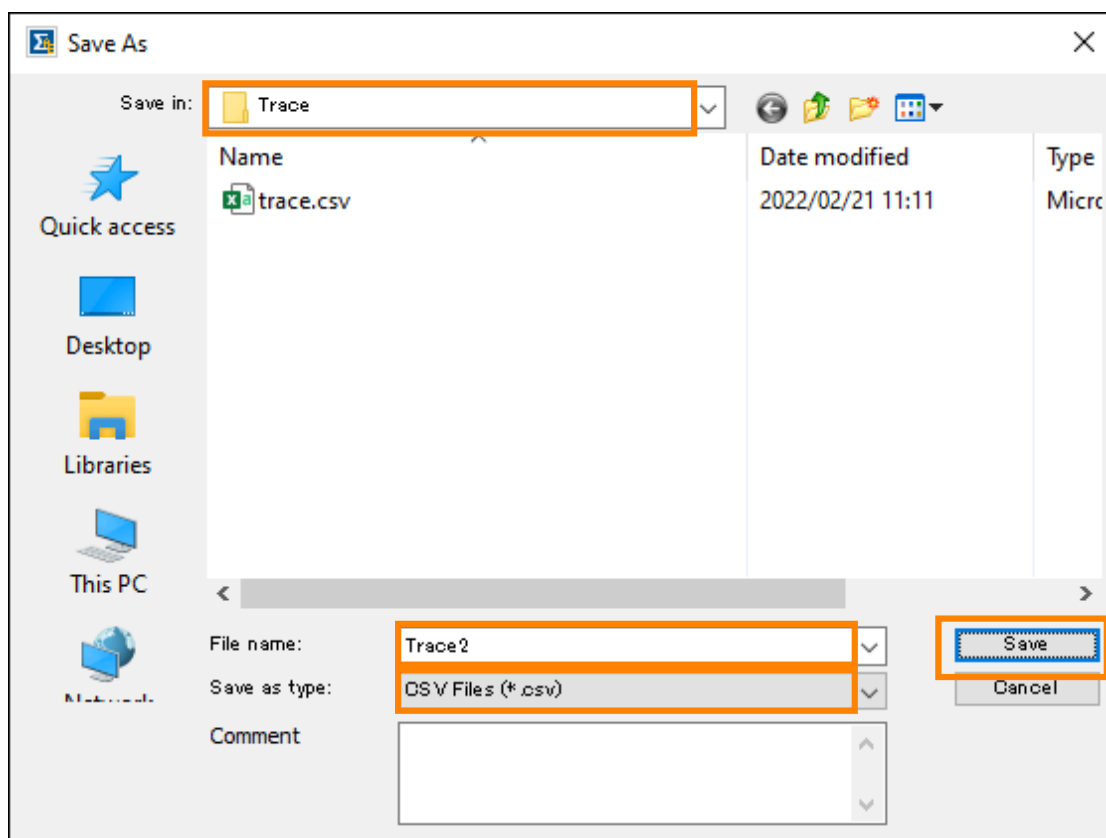 Save As
Save in:
Trace
Name
Date modified
Type
trace.csv
2022/02/21 11:11
Micrc
Quick access
Desktop
Libraries
This PC
File name:
Trace2
Save
Save as type:
CSV Files (*.csv)
Cancel
Comment